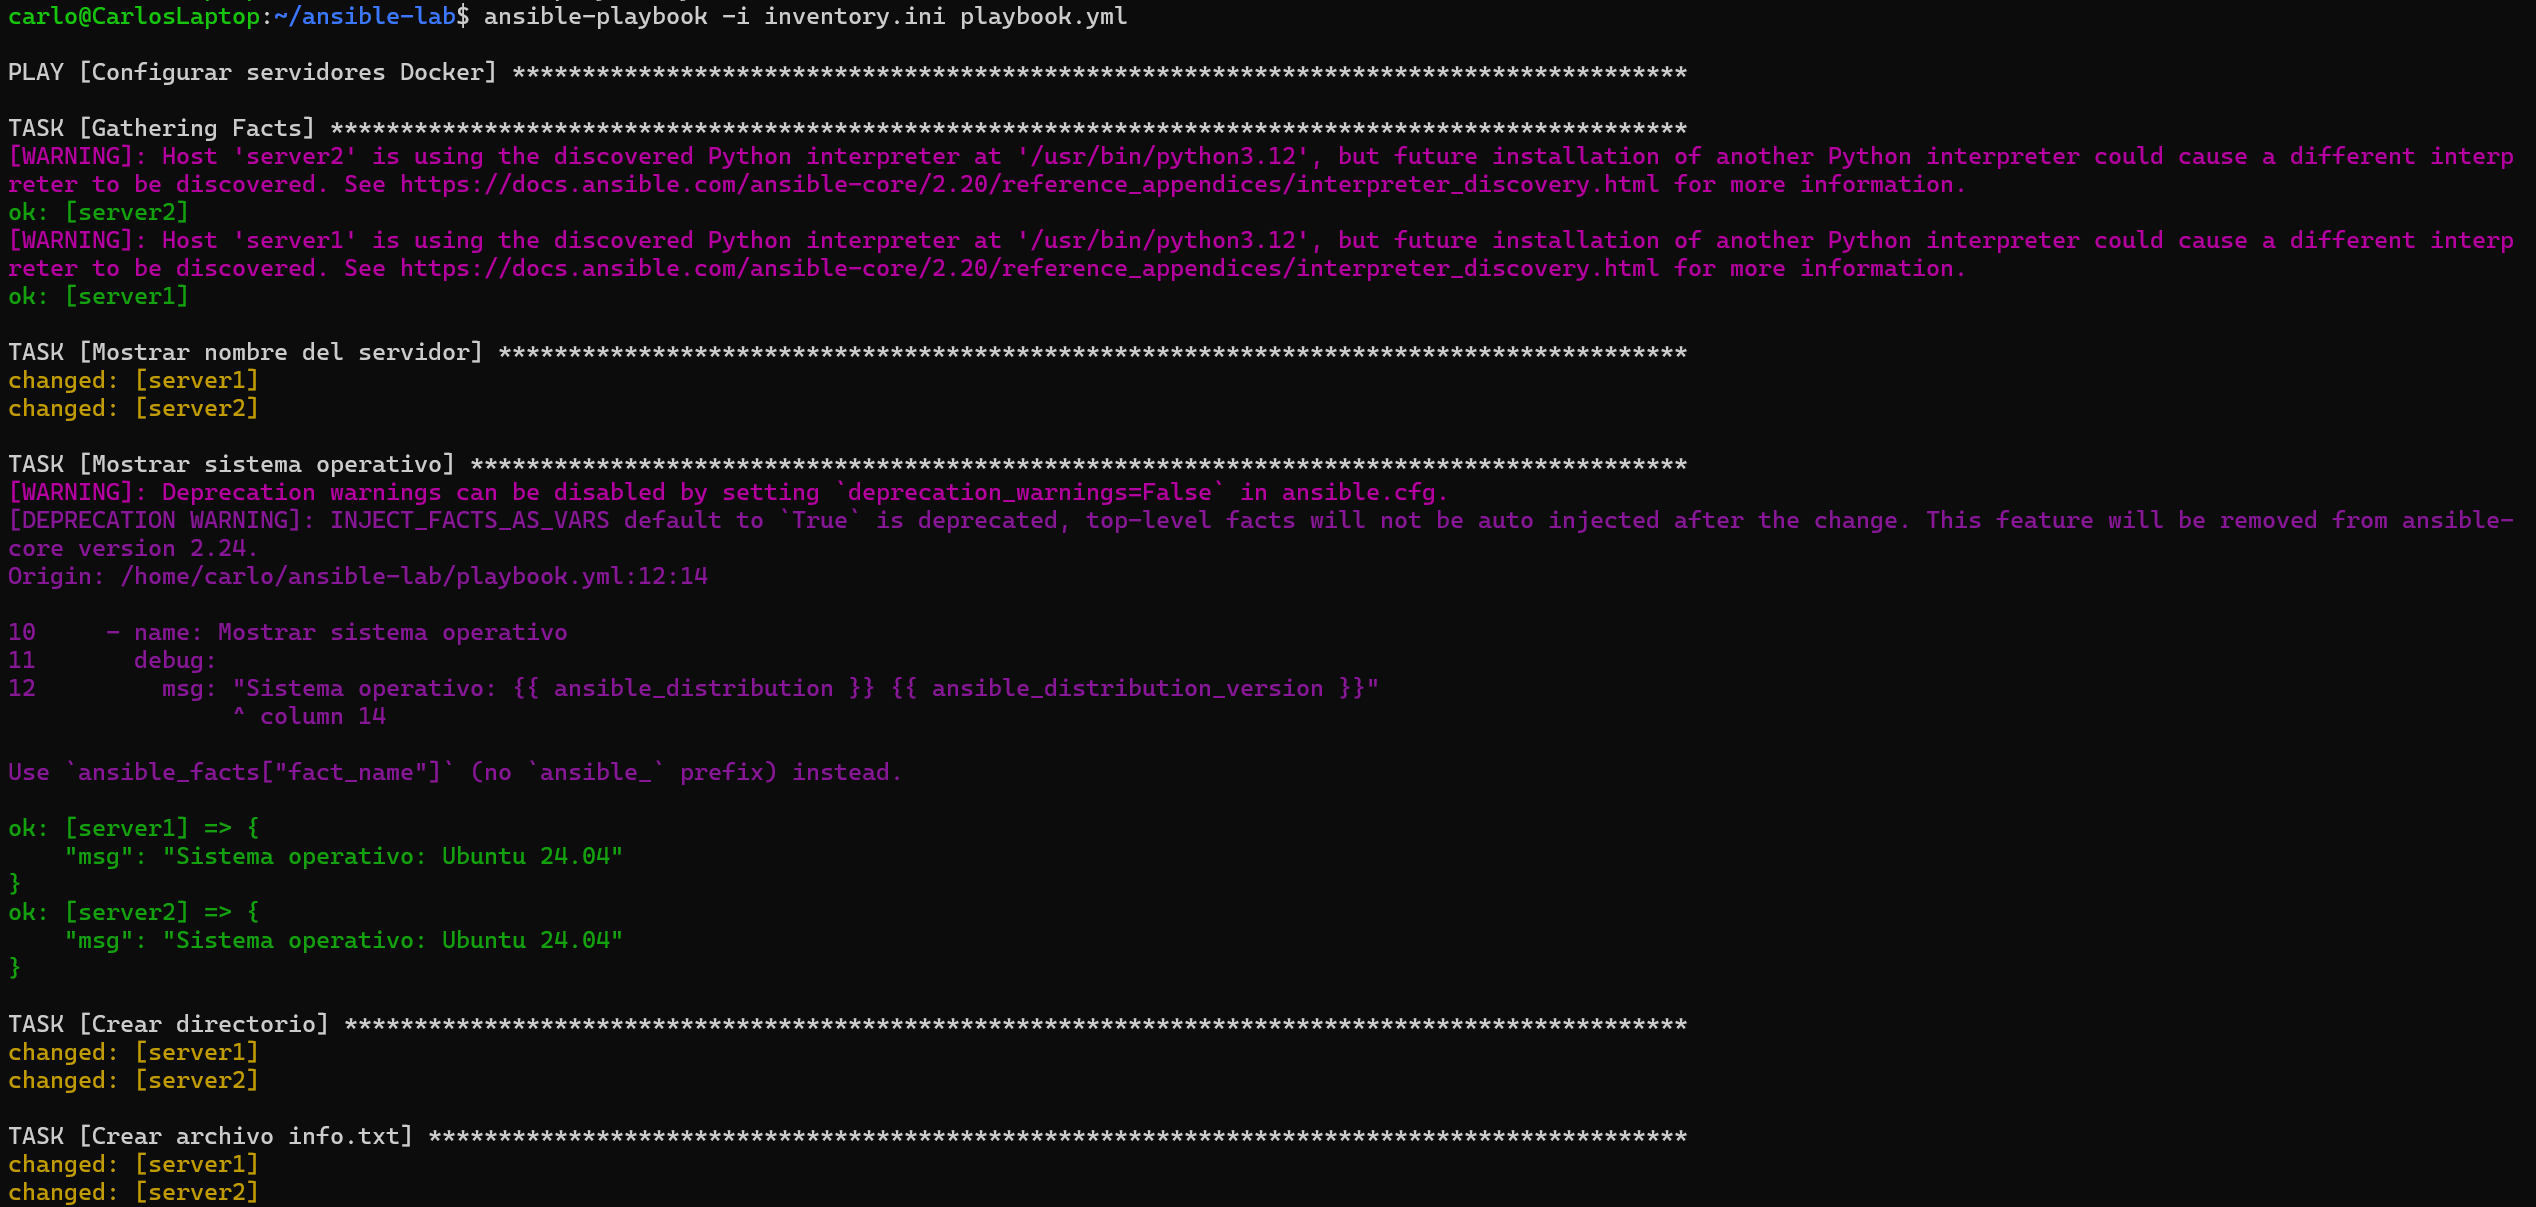 carlo@CarlosLaptop:~/ansible-lab$ ansible-playbook -i inventory.ini playbook.yml
PLAY [Configurar servidores Docker] ************************************************************************************
TASK [Gathering Facts] *************************************************************************************************
[WARNING]: Host 'server2' is using the discovered Python interpreter at '/usr/bin/python3.12', but future installation of another Python interpreter could cause a different interp
reter to be discovered. See https://docs.ansible.com/ansible-core/2.20/reference_appendices/interpreter_discovery.html for more information.
ok: [server2]
[WARNING]: Host 'server1' is using the discovered Python interpreter at '/usr/bin/python3.12', but future installation of another Python interpreter could cause a different interp
reter to be discovered. See https://docs.ansible.com/ansible-core/2.20/reference_appendices/interpreter_discovery.html for more information.
ok: [server1]
TASK [Mostrar nombre del servidor] *************************************************************************************
changed: [server1]
changed: [server2]
TASK [Mostrar sistema operativo] ***************************************************************************************
[WARNING]: Deprecation warnings can be disabled by setting `deprecation_warnings=False` in ansible.cfg.
[DEPRECATION WARNING]: INJECT_FACTS_AS_VARS default to `True` is deprecated, top-level facts will not be auto injected after the change. This feature will be removed from ansible-
core version 2.24.
Origin: /home/carlo/ansible-lab/playbook.yml:12:14
10     - name: Mostrar sistema operativo
11       debug:
12         msg: "Sistema operativo: {{ ansible_distribution }} {{ ansible_distribution_version }}"
                ^ column 14
Use `ansible_facts["fact_name"]` (no `ansible_` prefix) instead.
ok: [server1] => {
    "msg": "Sistema operativo: Ubuntu 24.04"
}
ok: [server2] => {
    "msg": "Sistema operativo: Ubuntu 24.04"
}
TASK [Crear directorio] ************************************************************************************************
changed: [server1]
changed: [server2]
TASK [Crear archivo info.txt] ******************************************************************************************
changed: [server1]
changed: [server2]